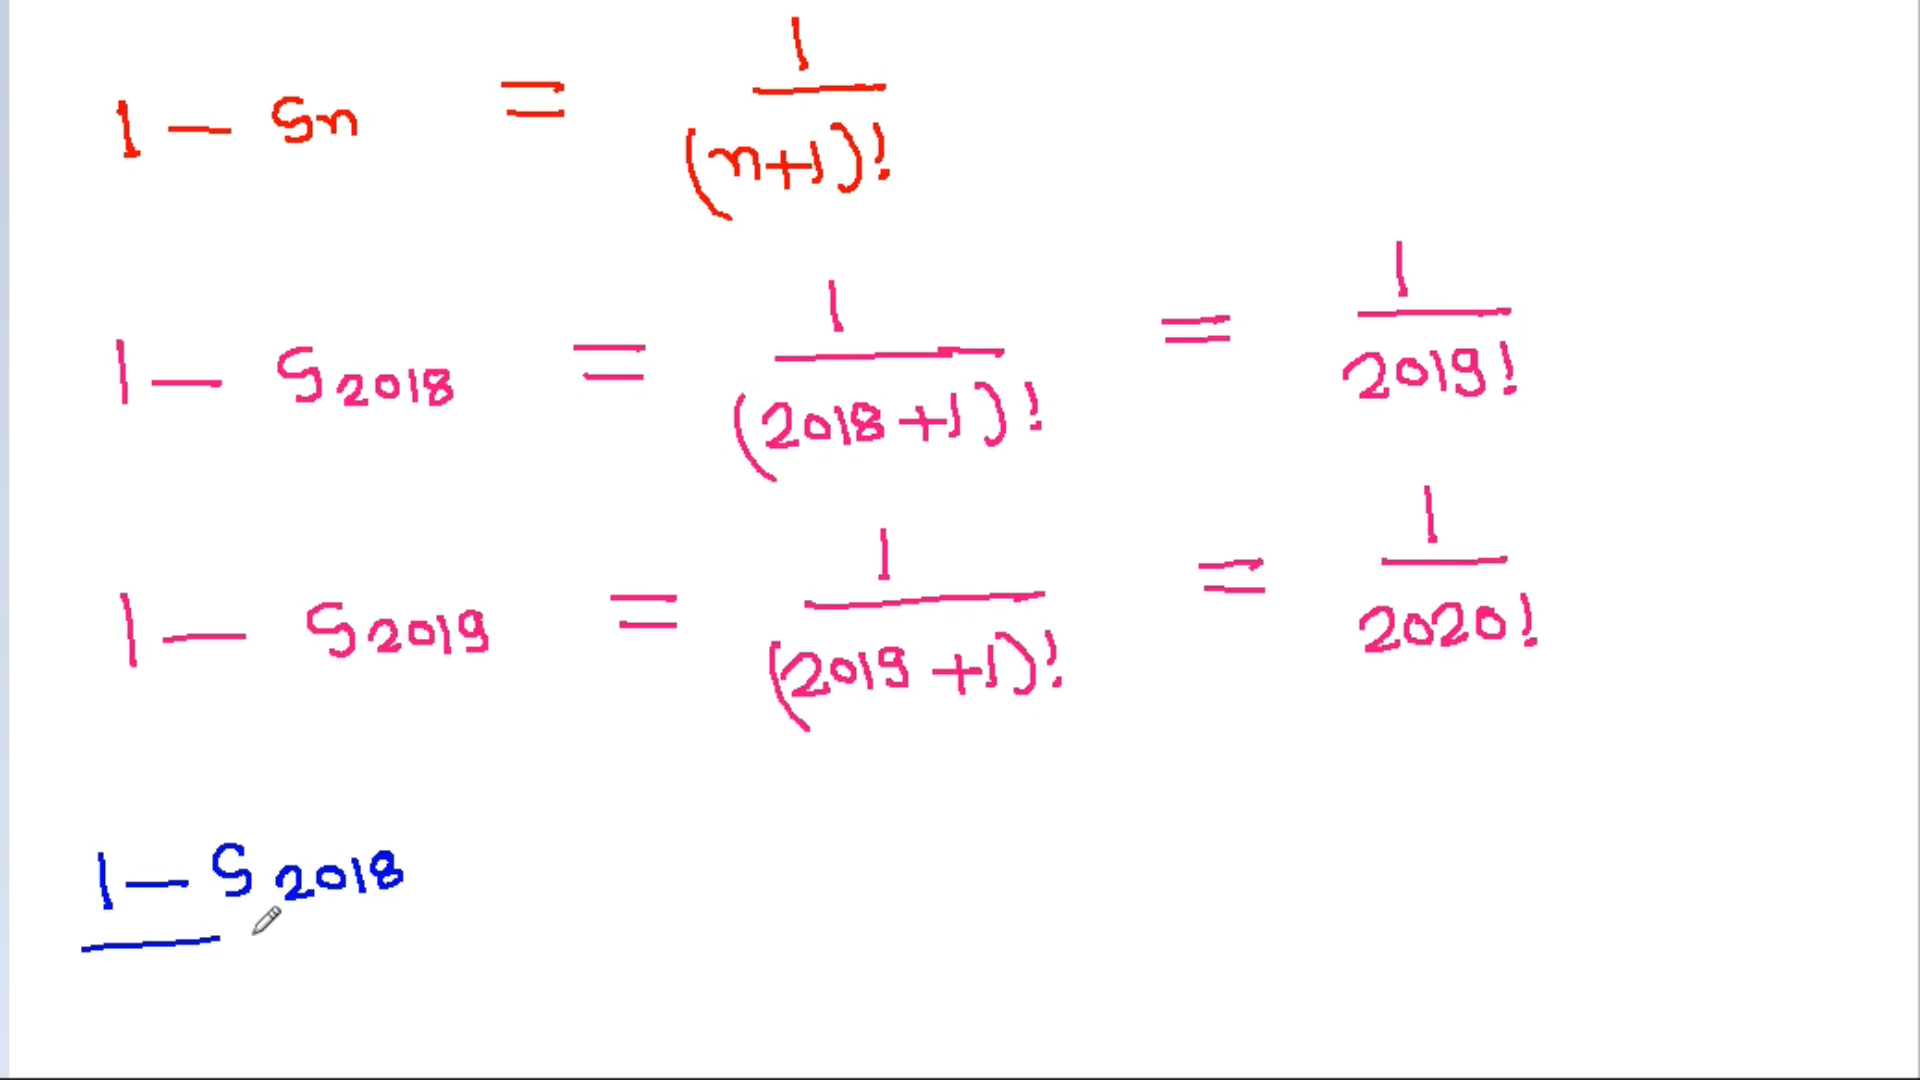 1 - Sn = 1/(n+1)!
1 - S2018 = 1/(2018+1)! = 1/2019!
1 - S2019 = 1/(2019+1)! = 1/2020!
1 - S2018